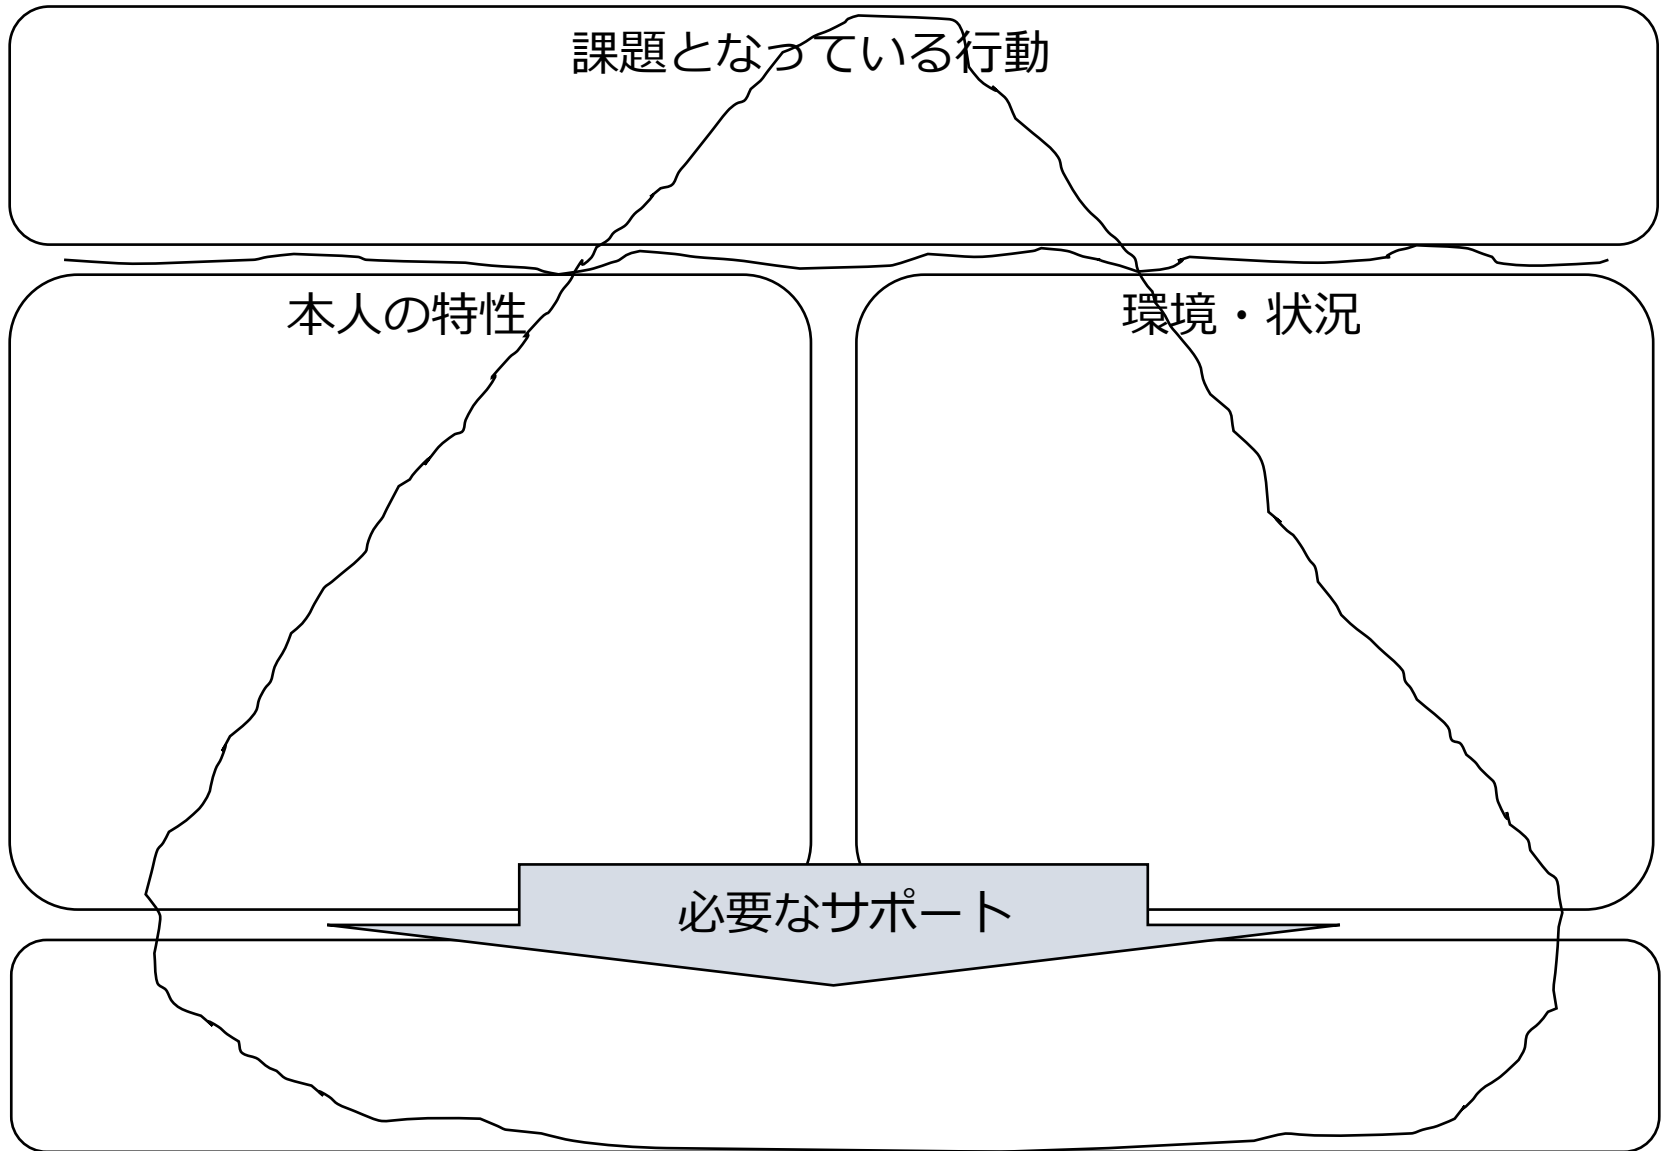 課題となっている行動
本人の特性
環境・状況
必要なサポート